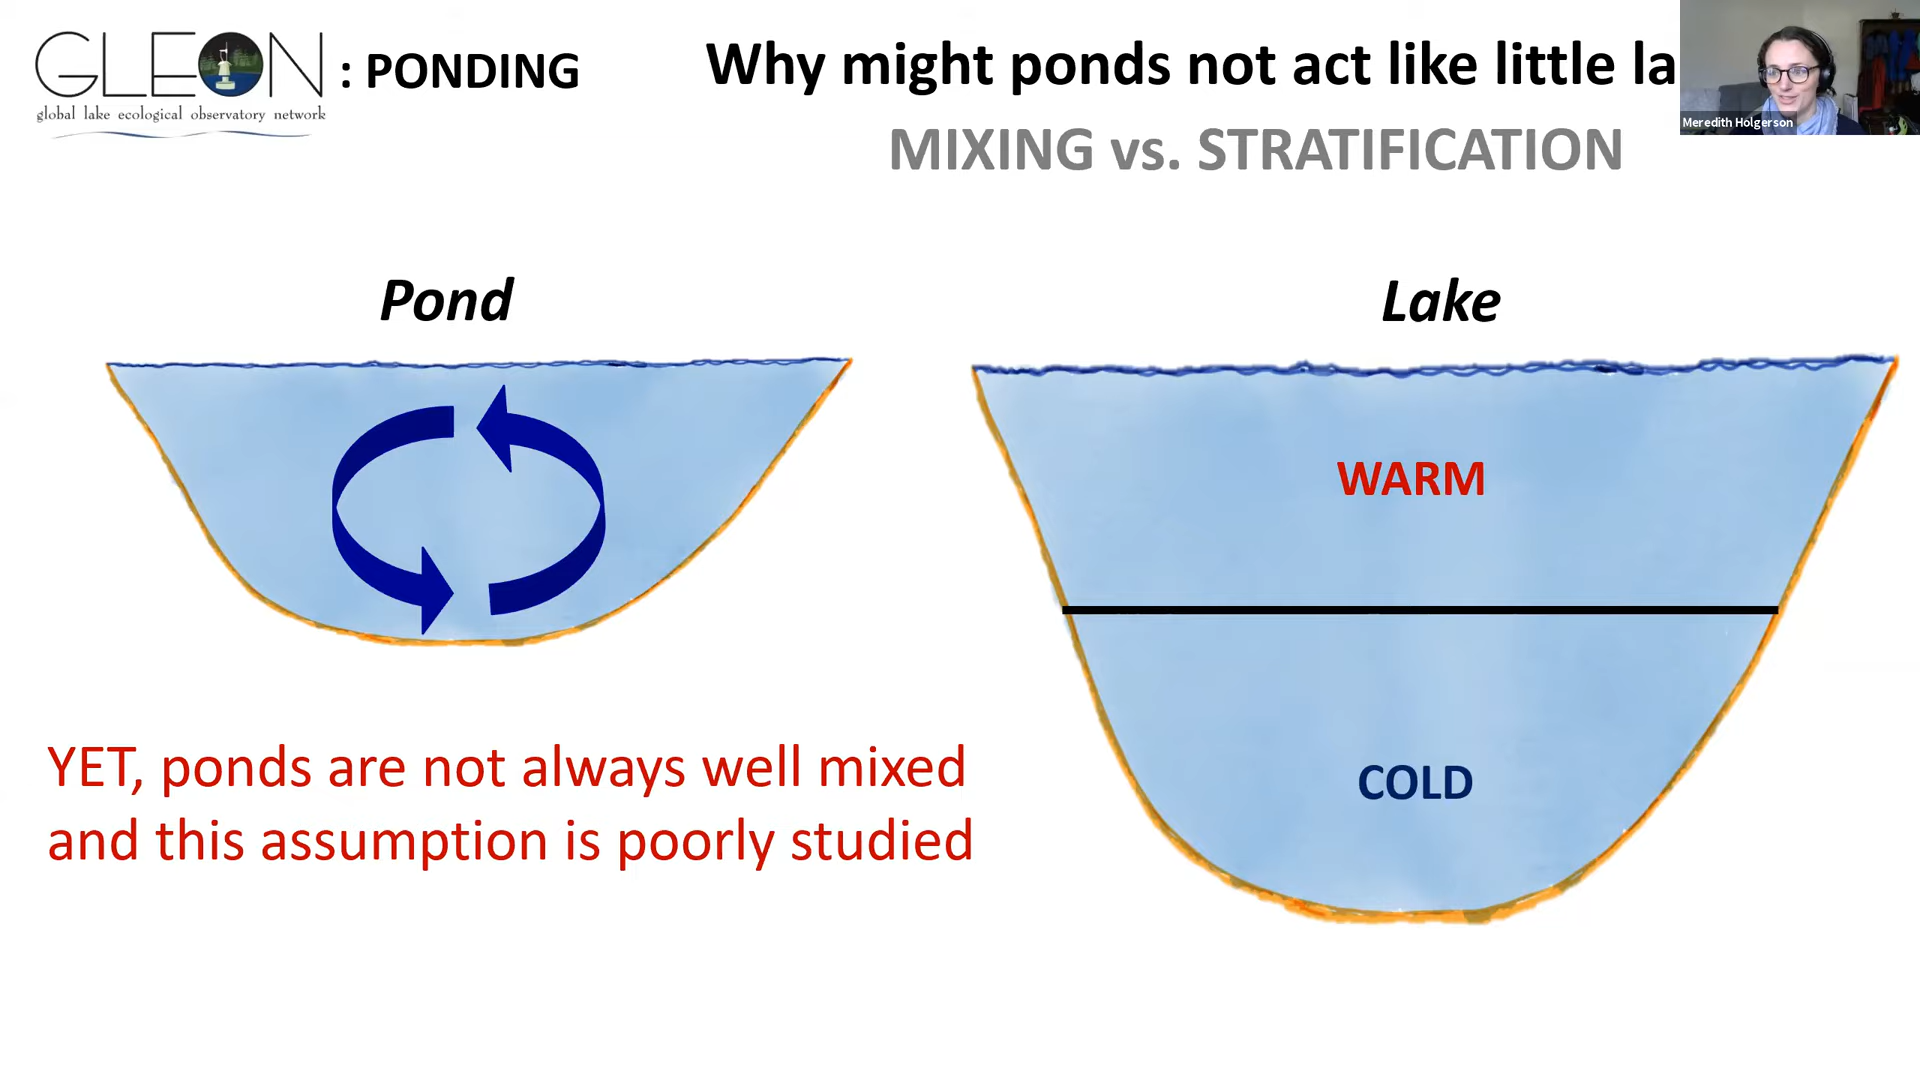 GLEON
global lake ecological observatory network
: PONDING
Why might ponds not act like little la
MIXING vs. STRATIFICATION
Meredith Holgerson
Pond
Lake
WARM
COLD
YET, ponds are not always well mixed
and this assumption is poorly studied